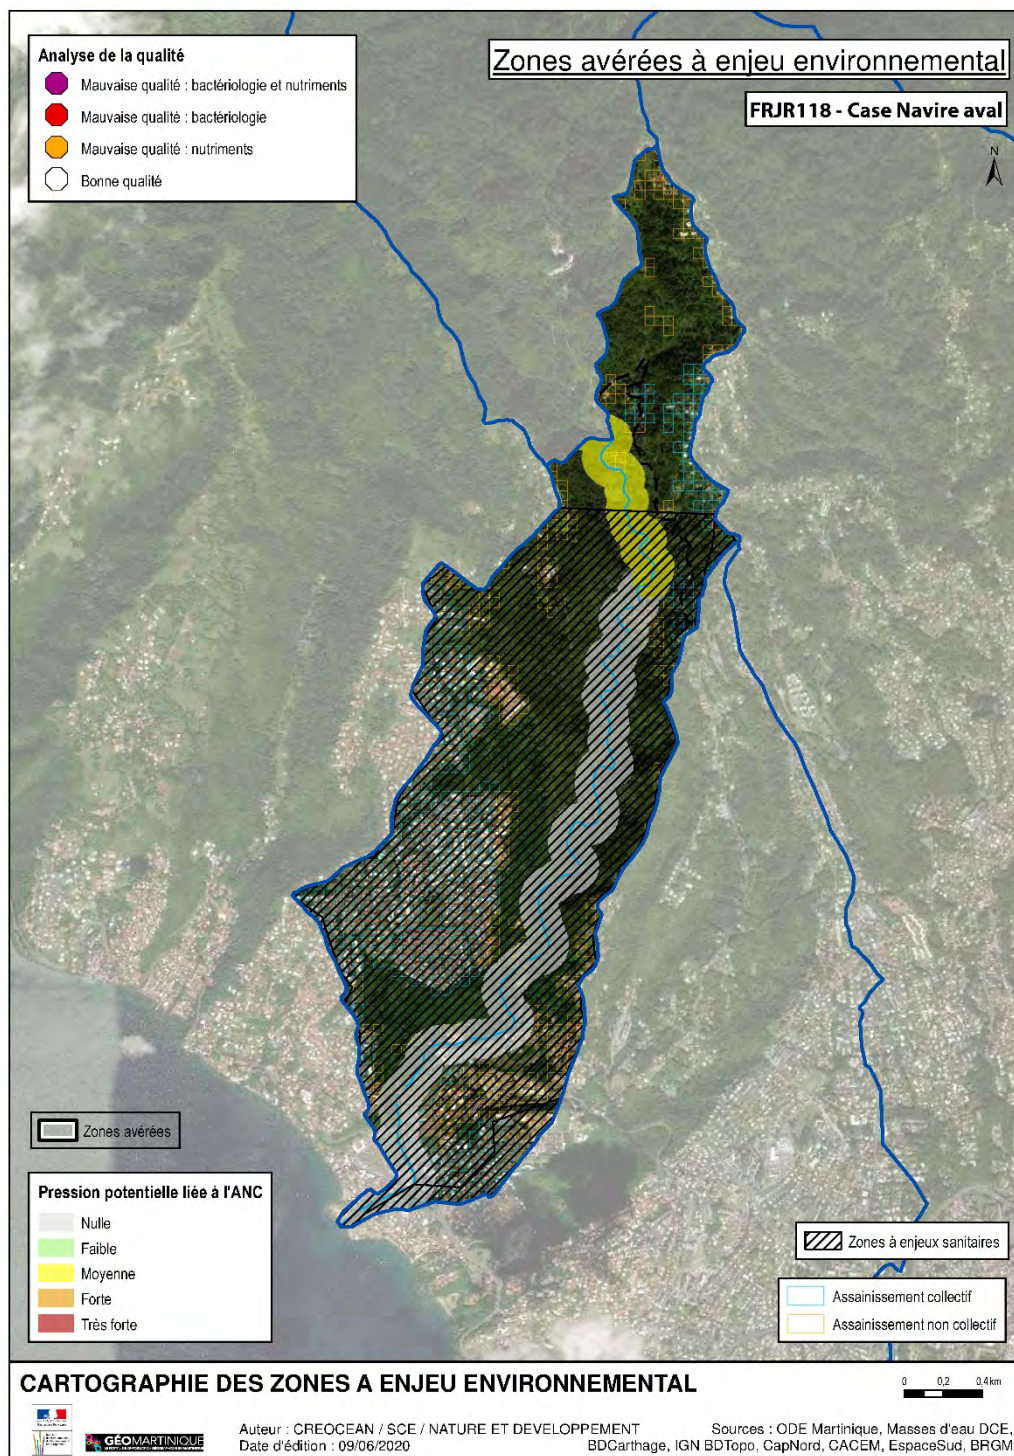 Analyse de la qualité
Mauvaise qualité : bactériologie et nutriments
Mauvaise qualité : bactériologie
Mauvaise qualité : nutriments
Bonne qualité
Zones avérées à enjeu environnemental
FRJR118 - Case Navire aval
N
Zones avérées
Pression potentielle liée à l'ANC
Nulle
Faible
Moyenne
Forte
Très forte
Zones à enjeux sanitaires
Assainissement collectif
Assainissement non collectif
CARTOGRAPHIE DES ZONES A ENJEU ENVIRONNEMENTAL
0 0,2 0,4 km
GÉOMARTINIQUE
Auteur : CREOCEAN / SCE / NATURE ET DEVELOPPEMENT
Date d'édition : 09/06/2020
Sources : ODE Martinique, Masses d'eau DCE,
BDCarthage, IGN BDTopo, CapNord, CACEM, EspaceSud, BRGM